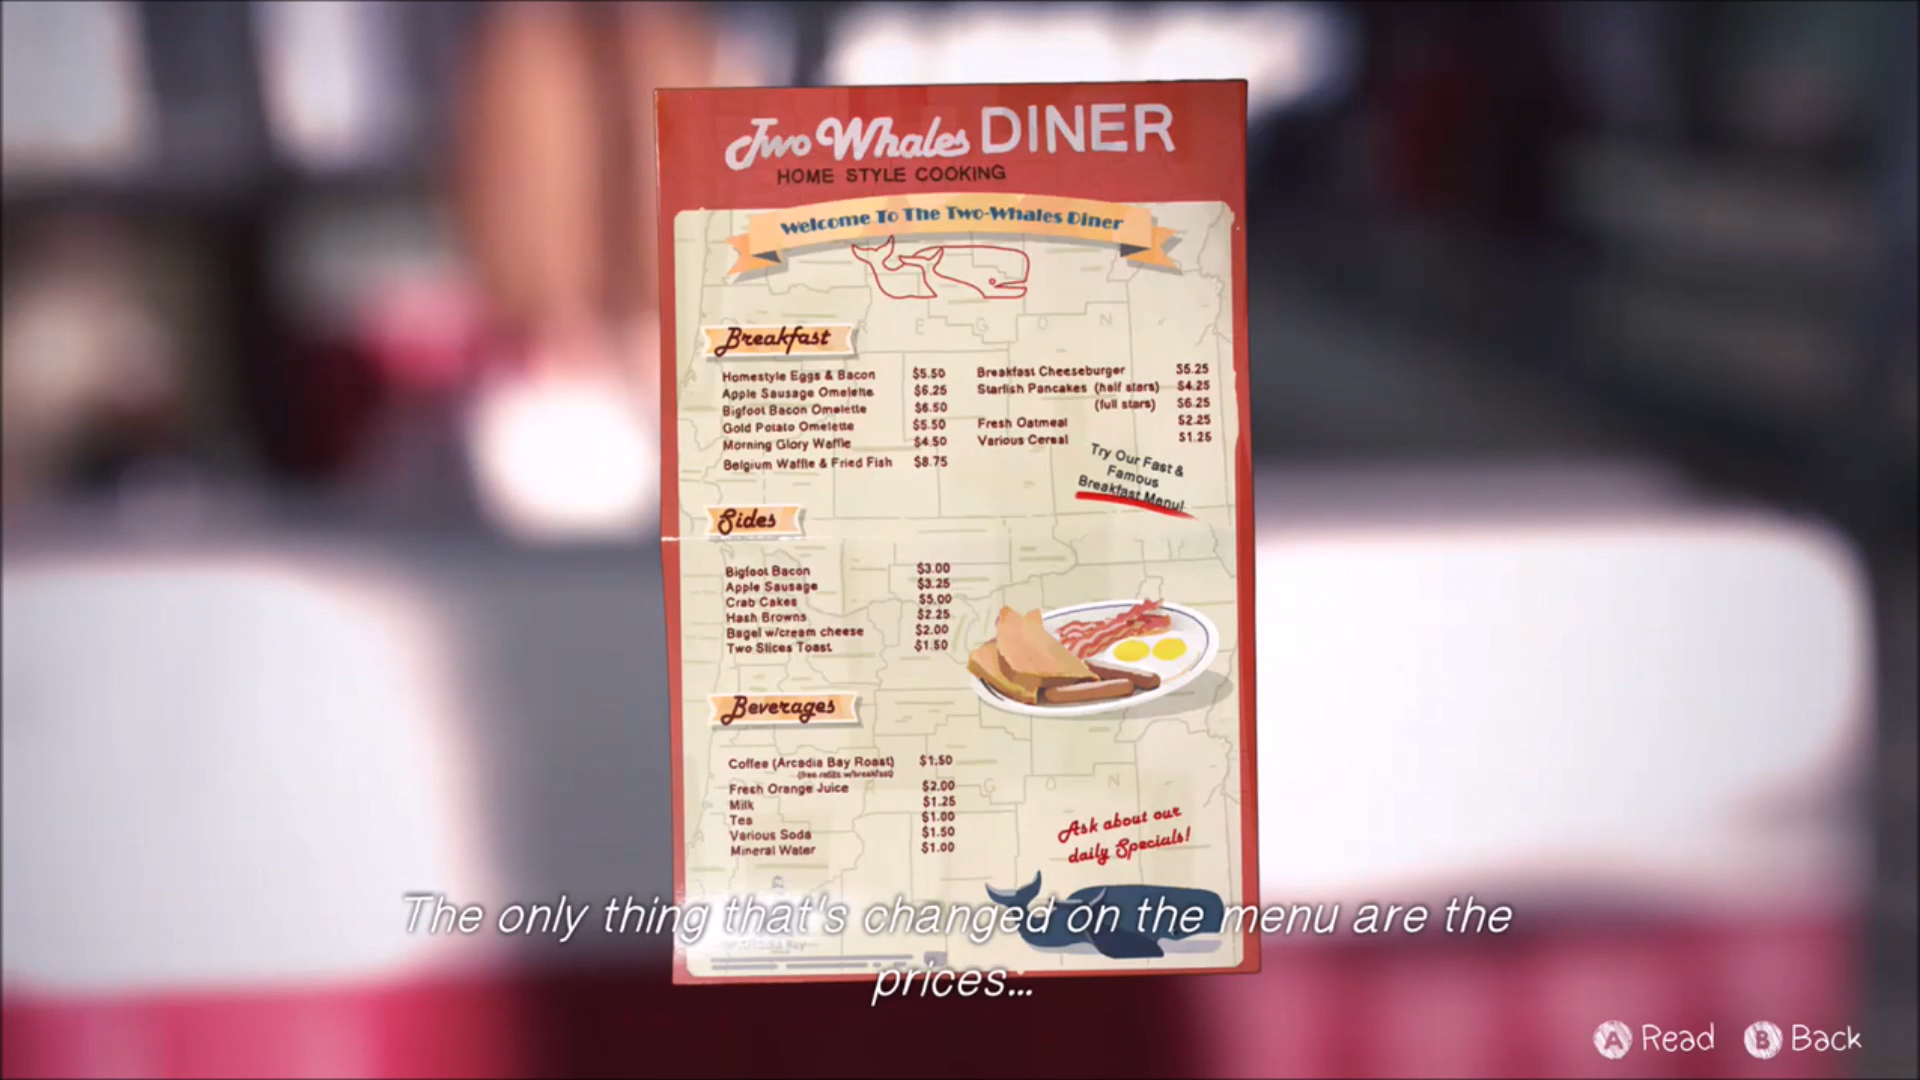 Two Whales DINER
HOME STYLE COOKING
Welcome To The Two-Whales Diner
O R E G O N
Breakfast
Homestyle Eggs & Bacon $5.50
Apple Sausage Omelette $6.25
Bigfoot Bacon Omelette $6.50
Gold Potato Omelette $5.50
Morning Glory Waffle $4.50
Belgium Waffle & Fried Fish $8.75
Breakfast Cheeseburger $5.25
Starfish Pancakes (half stars) $4.25
(full stars) $6.25
Fresh Oatmeal $2.25
Various Cereal $1.25
Try Our Fast &
Famous
Breakfast Menu!
Sides
Bigfoot Bacon $3.00
Apple Sausage $3.25
Crab Cakes $5.00
Hash Browns $2.25
Bagel w/cream cheese $2.00
Two Slices Toast $1.50
Beverages
Coffee (Arcadia Bay Roast) $1.50
(free refills w/breakfast)
Fresh Orange Juice $2.00
Milk $1.25
Tea $1.00
Various Soda $1.50
Mineral Water $1.00
Ask about our
daily Specials!
The only thing that's changed on the menu are the
prices...
A Read B Back